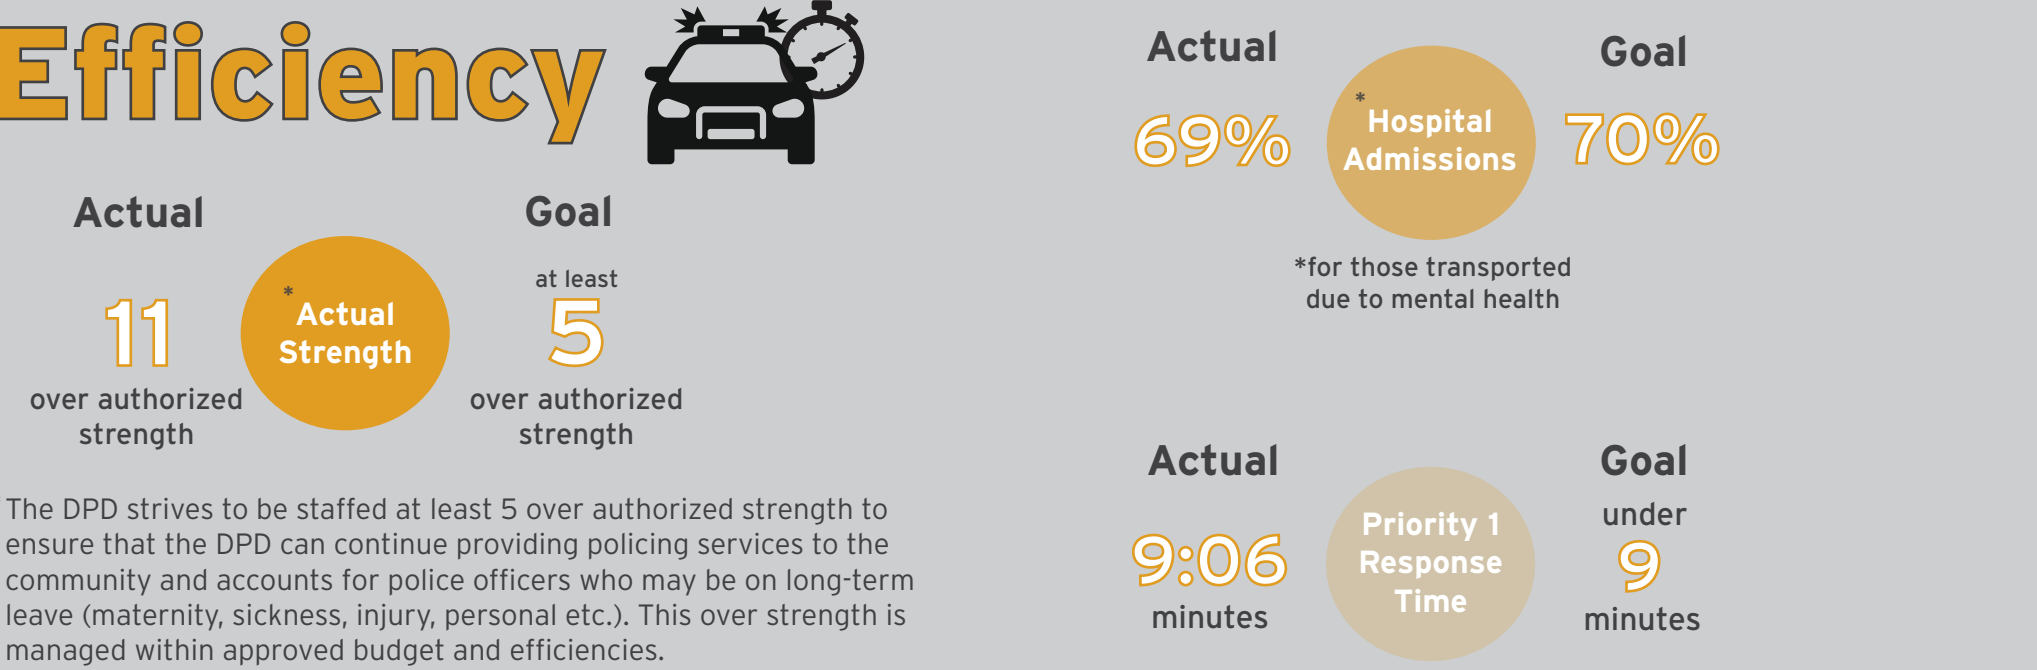 Efficiency
Actual
Goal
11
* Actual
Strength
at least
5
over authorized
strength
over authorized
strength
The DPD strives to be staffed at least 5 over authorized strength to
ensure that the DPD can continue providing policing services to the
community and accounts for police officers who may be on long-term
leave (maternity, sickness, injury, personal etc.). This over strength is
managed within approved budget and efficiencies.
Actual
Goal
69%
* Hospital
Admissions
70%
*for those transported
due to mental health
Actual
Goal
9:06
minutes
Priority 1
Response
Time
under
9
minutes